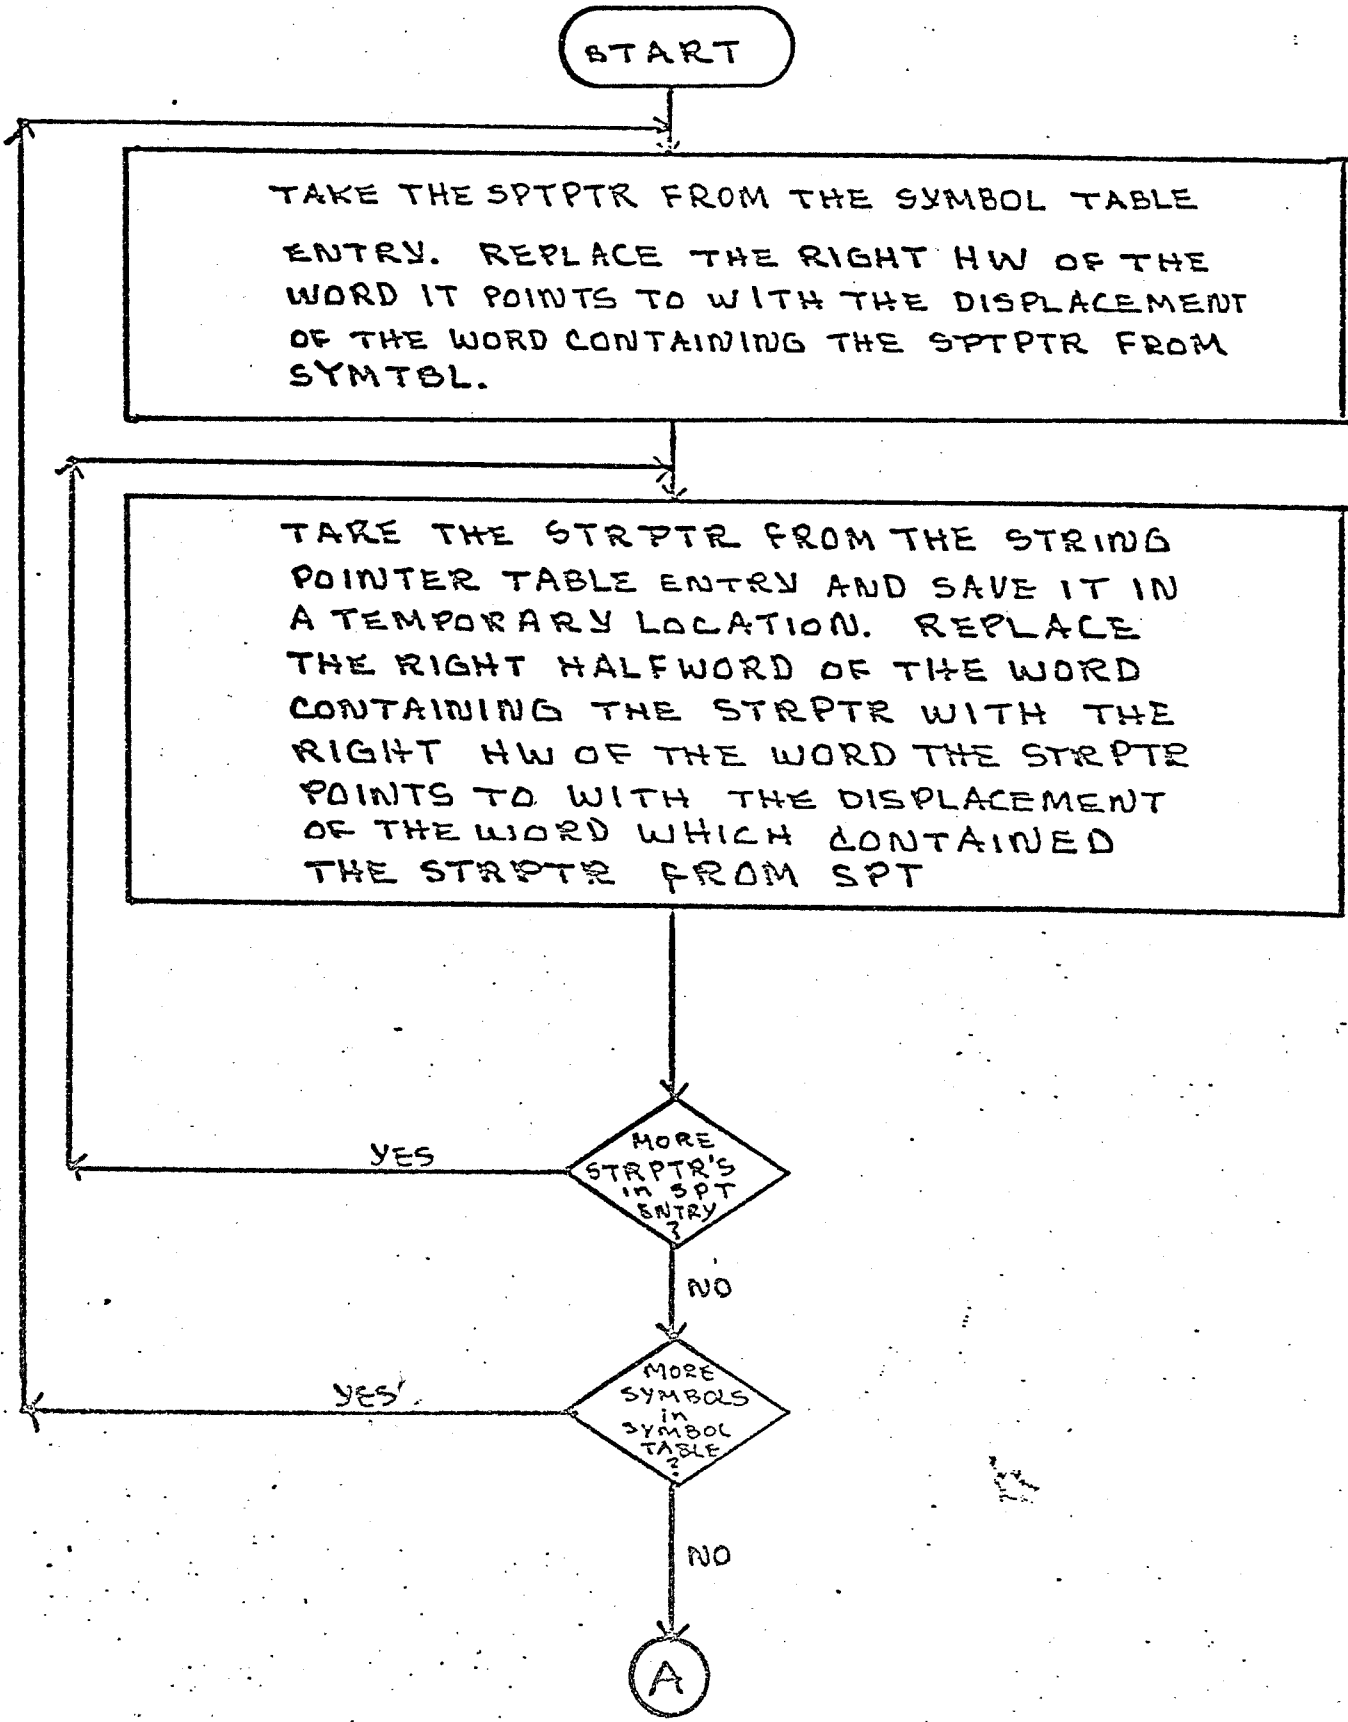 START
TAKE THE SPTPTR FROM THE SYMBOL TABLE
ENTRY. REPLACE THE RIGHT HW OF THE
WORD IT POINTS TO WITH THE DISPLACEMENT
OF THE WORD CONTAINING THE SPTPTR FROM
SYMTBL.
TAKE THE STRPTR FROM THE STRING
POINTER TABLE ENTRY AND SAVE IT IN
A TEMPORARY LOCATION. REPLACE
THE RIGHT HALFWORD OF THE WORD
CONTAINING THE STRPTR WITH THE
RIGHT HW OF THE WORD THE STRPTR
POINTS TO WITH THE DISPLACEMENT
OF THE WORD WHICH CONTAINED
THE STRPTR FROM SPT
MORE
STRPTR'S
in SPT
ENTRY
?
YES
NO
MORE
SYMBOLS
in
SYMBOL
TABLE
?
YES
NO
A